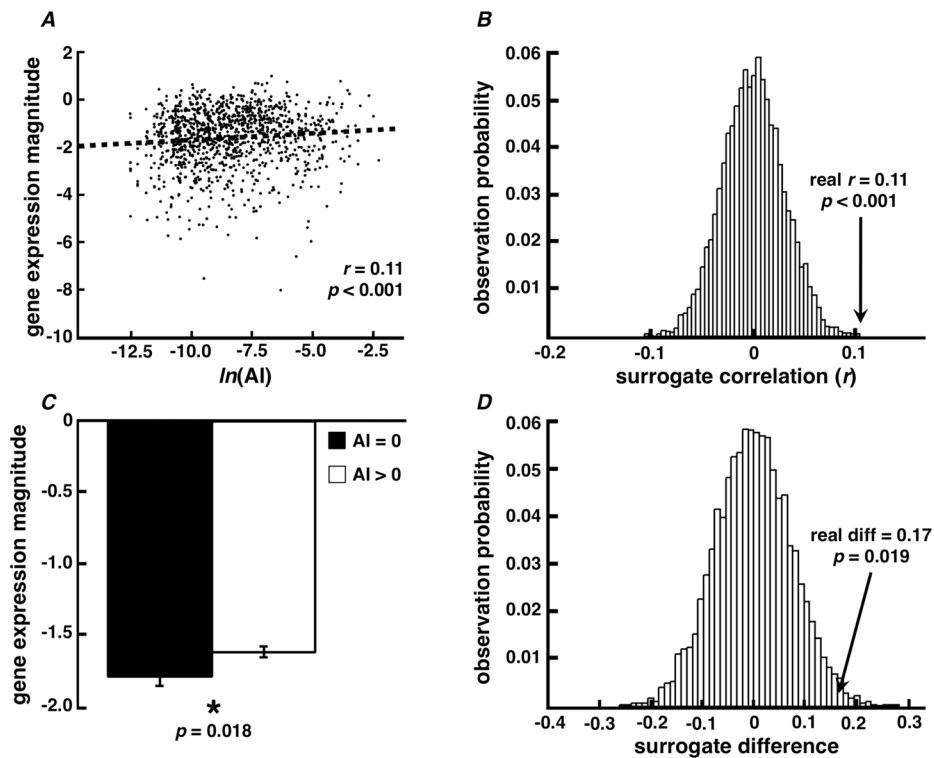 A
gene expression magnitude
2
0
-2
-4
-6
-8
-10
r = 0.11
p < 0.001
-12.5 -10.0 -7.5 -5.0 -2.5
ln(AI)
B
observation probability
0.06
0.05
0.04
0.03
0.02
0.01
real r = 0.11
p < 0.001
-0.2 -0.1 0 0.1
surrogate correlation (r)
C
gene expression magnitude
0
-0.5
-1.0
-1.5
-2.0
AI = 0
AI > 0
*
p = 0.018
D
observation probability
0.06
0.05
0.04
0.03
0.02
0.01
real diff = 0.17
p = 0.019
-0.4 -0.3 -0.2 -0.1 0 0.1 0.2 0.3
surrogate difference